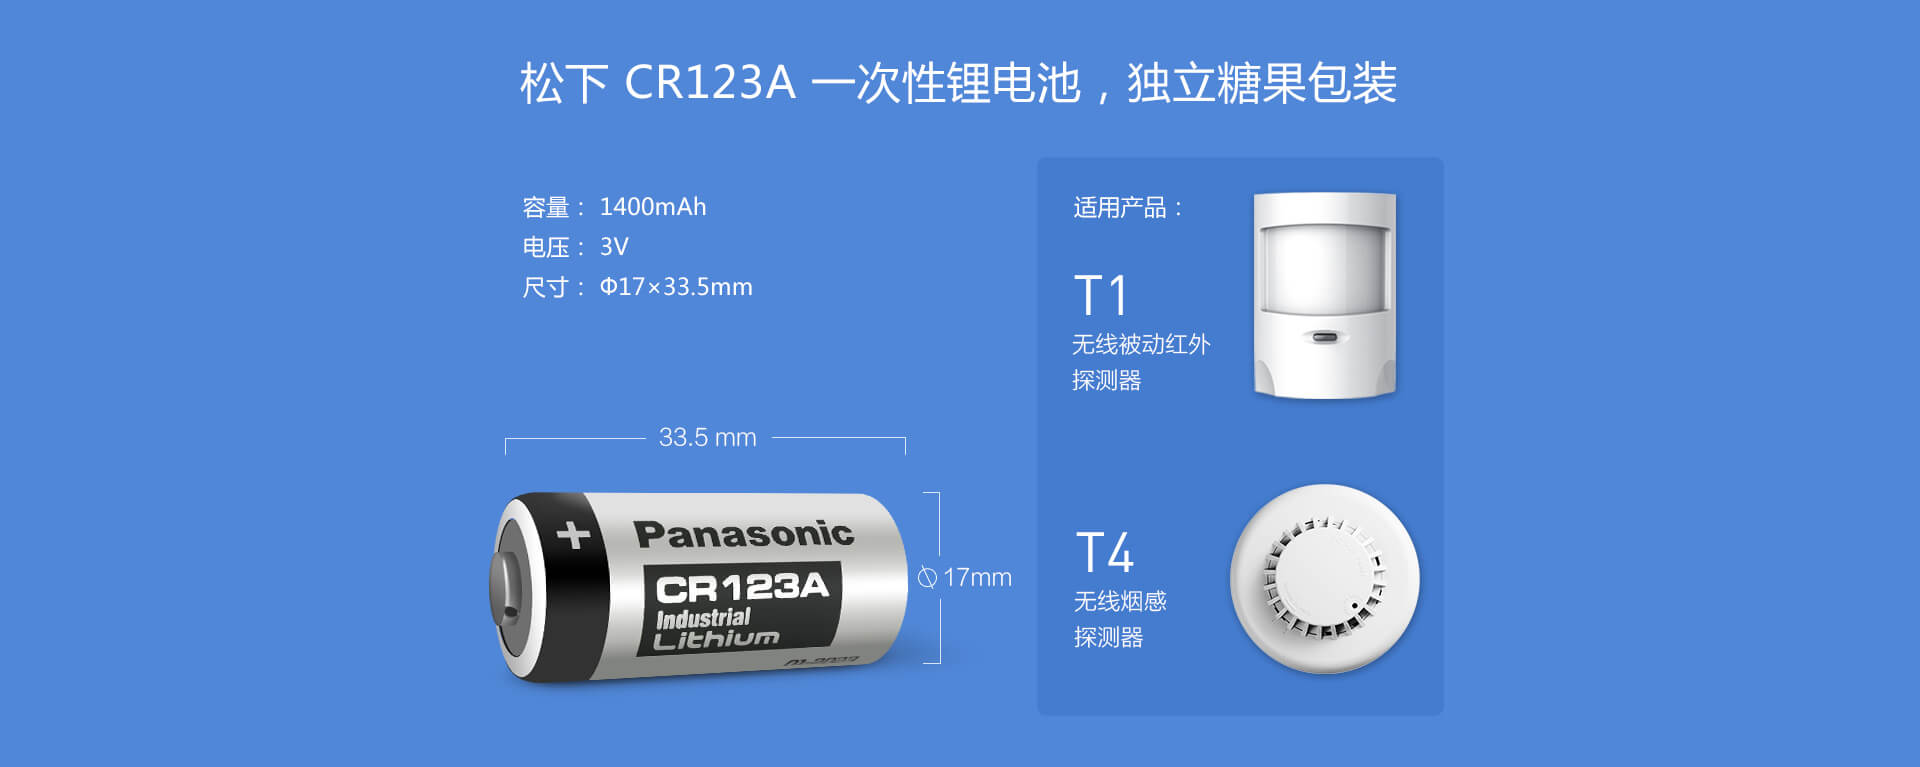 松下 CR123A 一次性锂电池，独立糖果包装
容量： 1400mAh
电压： 3V
尺寸： Φ17×33.5mm
适用产品：
T1
无线被动红外
探测器
33.5 mm
+
Panasonic
CR123A
Industrial
Lithium
∅ 17mm
T4
无线烟感
探测器